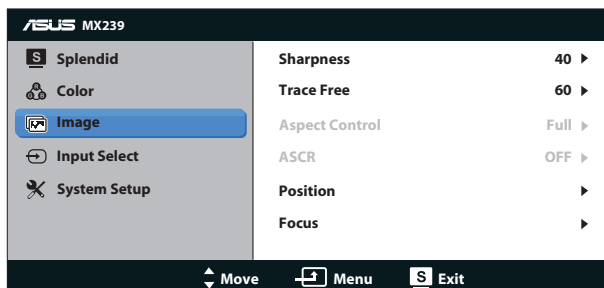 ASUS MX239
S Splendid
Color
Image
Input Select
System Setup
Sharpness 40
Trace Free 60
Aspect Control Full
ASCR OFF
Position
Focus
Move Menu S Exit